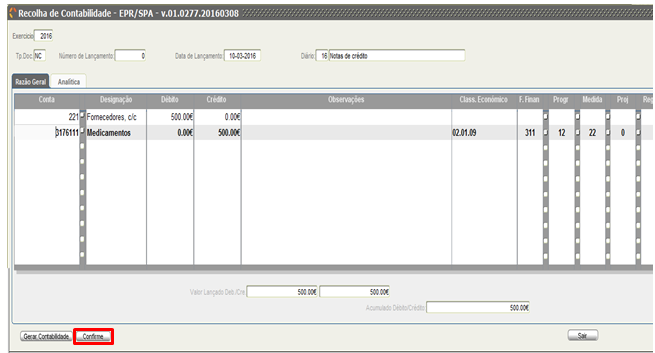 Recolha de Contabilidade - EPR/SPA - v.01.0277.20160308
Exercício 2016
Tp.Doc NC Número de Lançamento 0 Data de Lançamento 10-03-2016 Diário 16 Notas de crédito
Razão Geral Analítica
Conta Designação Débito Crédito Observações Class. Económico F. Finan Progr Medida Proj Reg
221 Fornecedores, c/c 500.00€ 0.00€
3176111 Medicamentos 0.00€ 500.00€ 02.01.09 311 12 22 0
Valor Lançado Deb./Cre 500.00€ 500.00€
Acumulado Débito/Crédito 500.00€
Gerar Contabilidade Confirme Sair